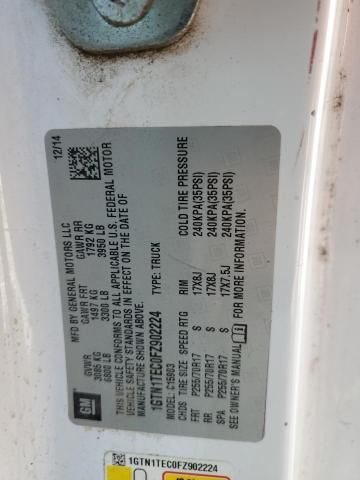 MFD BY GENERAL MOTORS LLC 12/14
GVWR GAWR FRT GAWR RR
3085 KG 1497 KG 1792 KG
6800 LB 3300 LB 3950 LB
THIS VEHICLE CONFORMS TO ALL APPLICABLE U.S. FEDERAL MOTOR
VEHICLE SAFETY STANDARDS IN EFFECT ON THE DATE OF
MANUFACTURE SHOWN ABOVE.
1GTN1TEC0FZ902224 TYPE: TRUCK
MODEL: C15903
CHDS TIRE SIZE SPEED RTG RIM COLD TIRE PRESSURE
FRT P255/70R17 S 17X8J 240KPA(35PSI)
RR P255/70R17 S 17X8J 240KPA(35PSI)
SPA P255/70R17 S 17X7.5J 240KPA(35PSI)
SEE OWNER'S MANUAL FOR MORE INFORMATION.
GM
1GTN1TEC0FZ902224